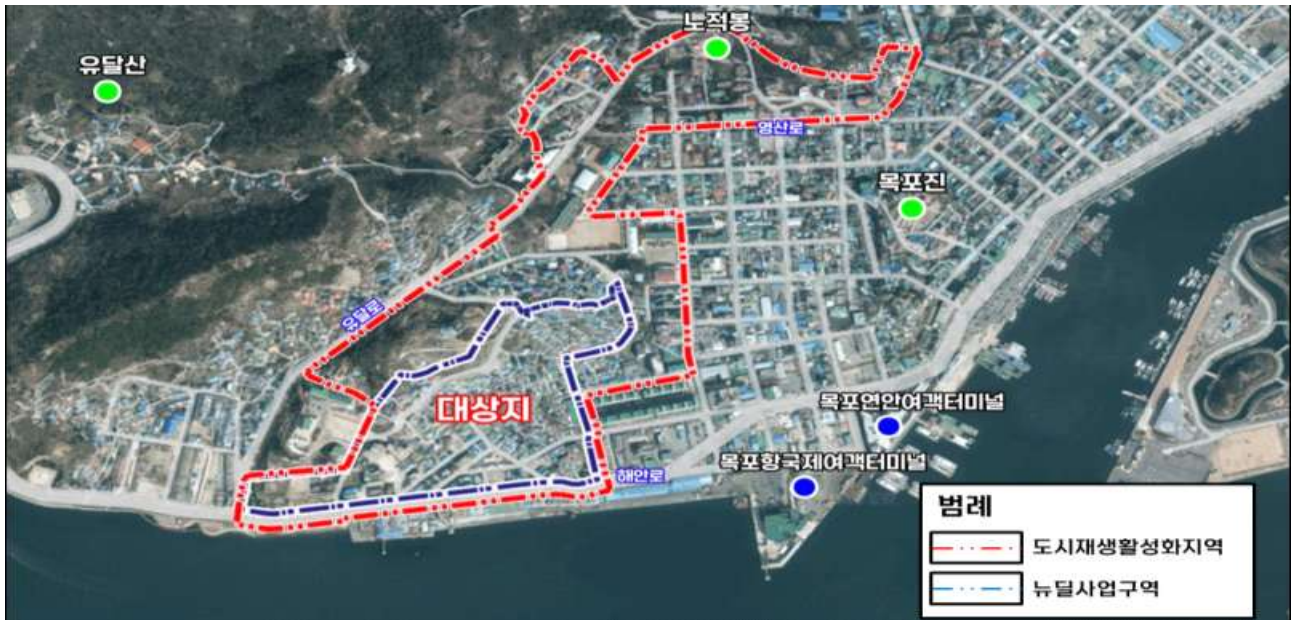 노적봉
유달산
영산로
목포진
유달로
대상지
목포연안여객터미널
목포항국제여객터미널
해안로
범례
도시재생활성화지역
뉴딜사업구역